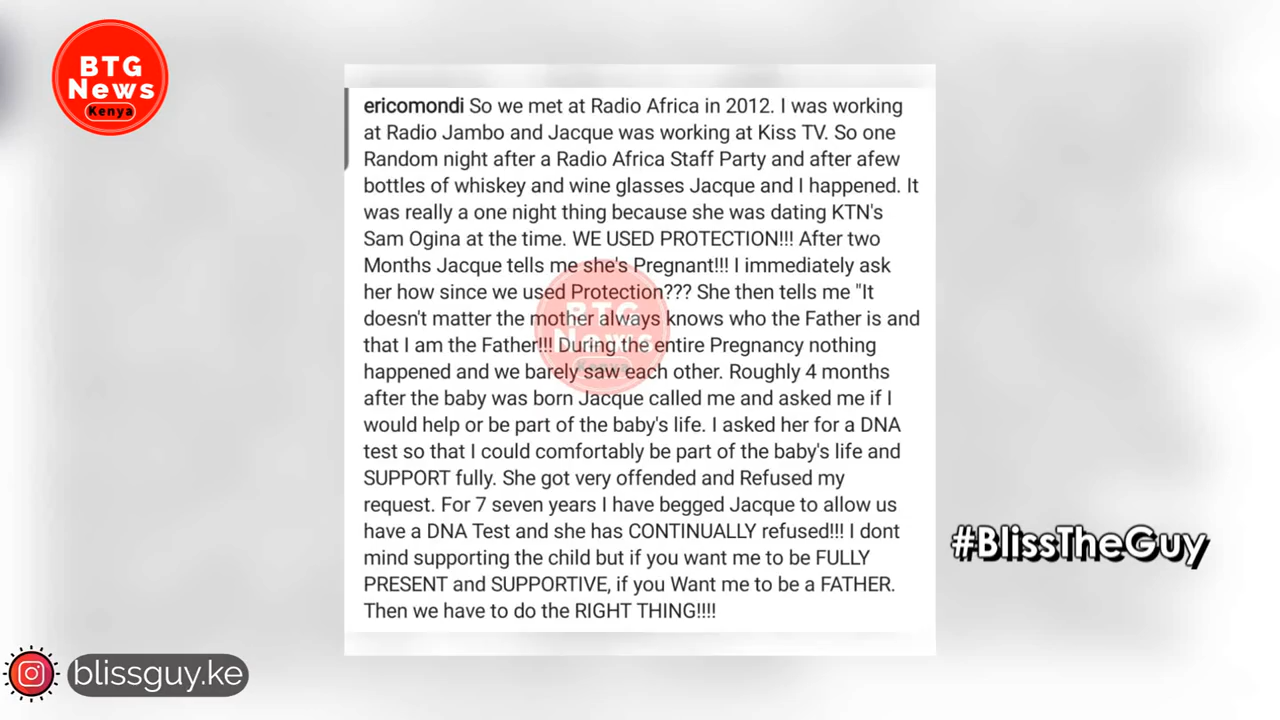 BTG
News
Kenya
ericomondi So we met at Radio Africa in 2012. I was working
at Radio Jambo and Jacque was working at Kiss TV. So one
Random night after a Radio Africa Staff Party and after afew
bottles of whiskey and wine glasses Jacque and I happened. It
was really a one night thing because she was dating KTN's
Sam Ogina at the time. WE USED PROTECTION!!! After two
Months Jacque tells me she's Pregnant!!! I immediately ask
her how since we used Protection??? She then tells me "It
doesn't matter the mother always knows who the Father is and
that I am the Father!!! During the entire Pregnancy nothing
happened and we barely saw each other. Roughly 4 months
after the baby was born Jacque called me and asked me if I
would help or be part of the baby's life. I asked her for a DNA
test so that I could comfortably be part of the baby's life and
SUPPORT fully. She got very offended and Refused my
request. For 7 seven years I have begged Jacque to allow us
have a DNA Test and she has CONTINUALLY refused!!! I dont
mind supporting the child but if you want me to be FULLY
PRESENT and SUPPORTIVE, if you Want me to be a FATHER.
Then we have to do the RIGHT THING!!!!
BTG
News
Kenya
#BlissTheGuy
blissguy.ke